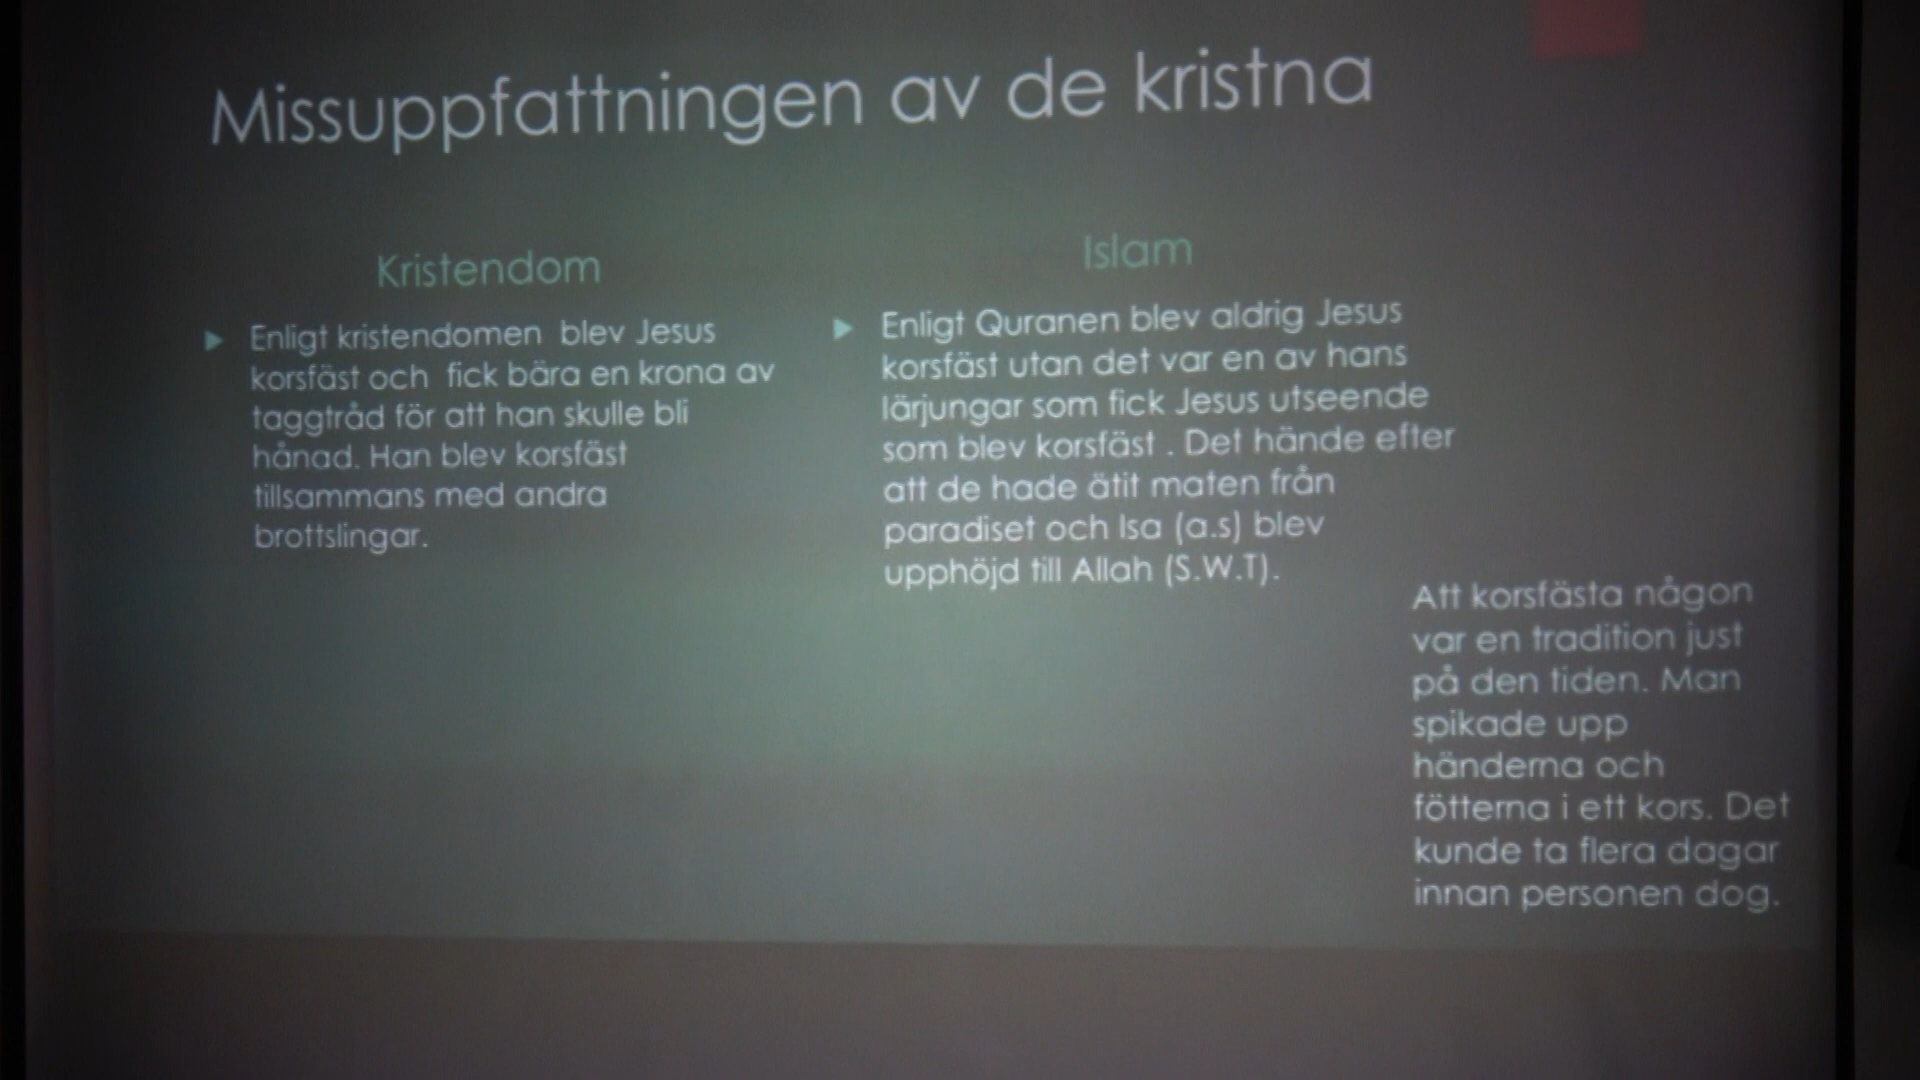 Missuppfattningen av de kristna
Kristendom
Enligt kristendomen blev Jesus
korsfäst och fick bära en krona av
taggtråd för att han skulle bli
hånad. Han blev korsfäst
tillsammans med andra
brottslingar.
Islam
Enligt Quranen blev aldrig Jesus
korsfäst utan det var en av hans
lärjungar som fick Jesus utseende
som blev korsfäst . Det hände efter
att de hade ätit maten från
paradiset och Isa (a.s) blev
upphöjd till Allah (S.W.T).
Att korsfästa någon
var en tradition just
på den tiden. Man
spikade upp
händerna och
fötterna i ett kors. Det
kunde ta flera dagar
innan personen dog.